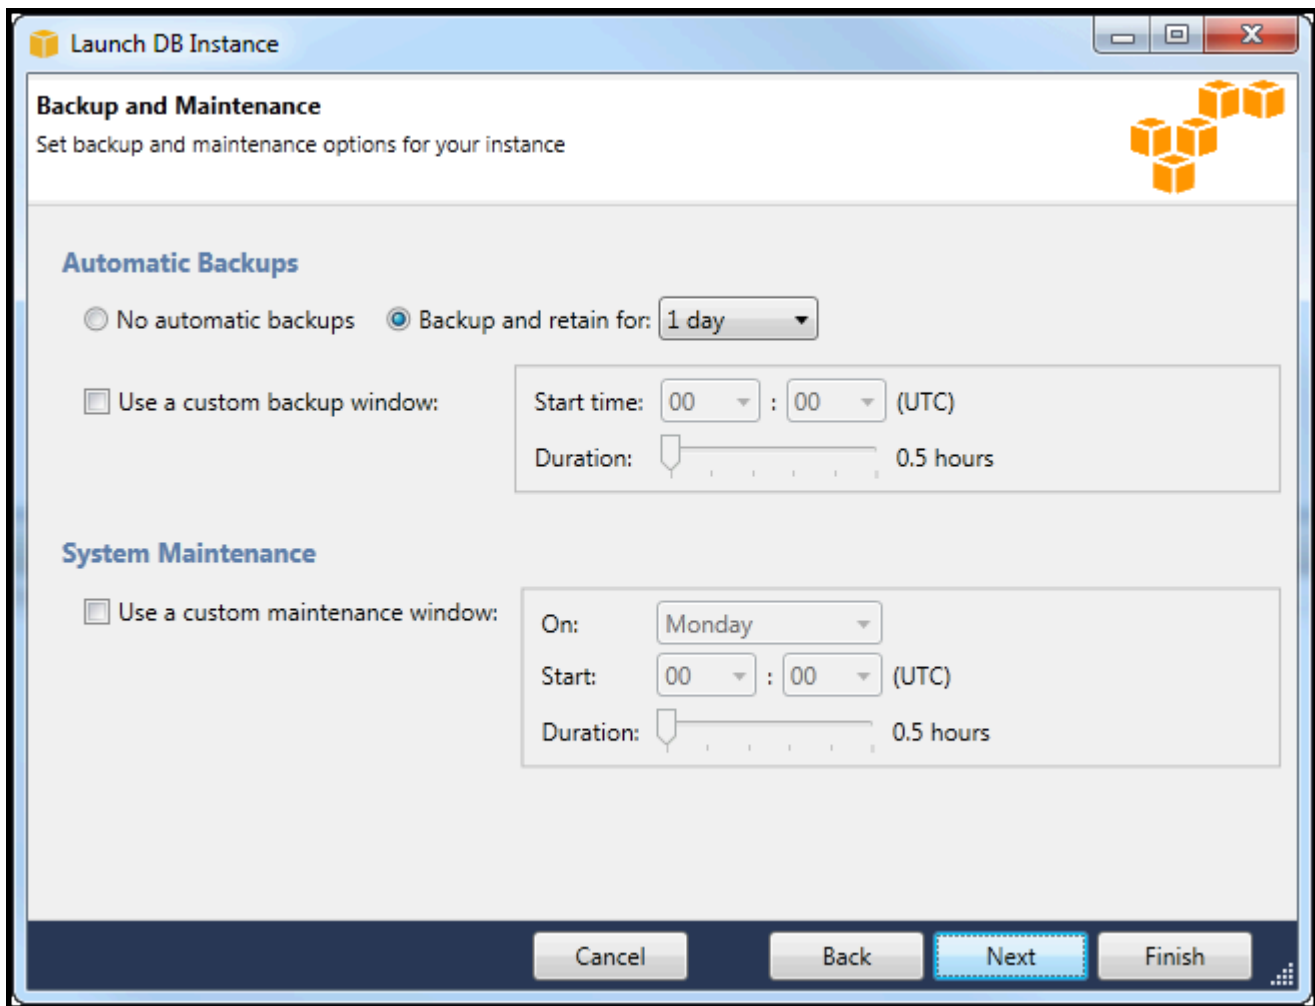 Launch DB Instance
Backup and Maintenance
Set backup and maintenance options for your instance
Automatic Backups
No automatic backups Backup and retain for: 1 day
Use a custom backup window: Start time: 00 : 00 (UTC)
Duration: 0.5 hours
System Maintenance
Use a custom maintenance window: On: Monday
Start: 00 : 00 (UTC)
Duration: 0.5 hours
Cancel Back Next Finish